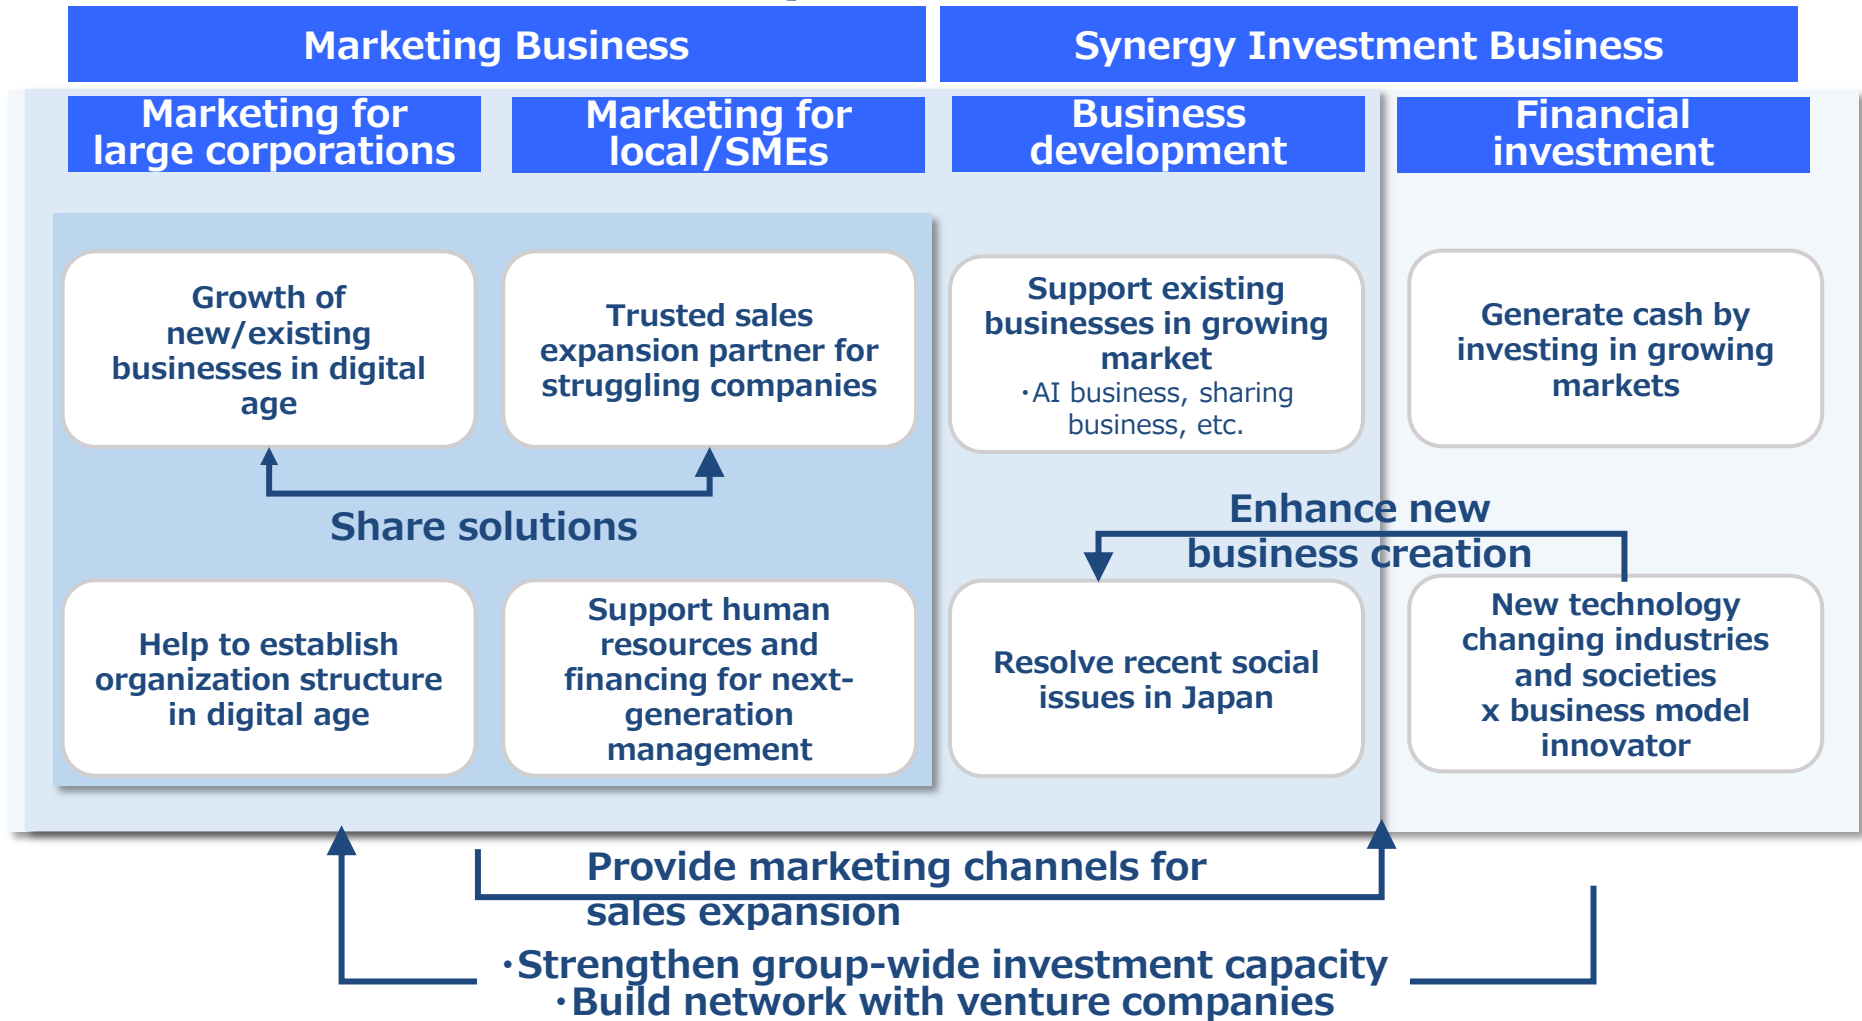 Marketing Business
Synergy Investment Business
Marketing for
large corporations
Marketing for
local/SMEs
Business
development
Financial
investment
Growth of
new/existing
businesses in digital
age
Trusted sales
expansion partner for
struggling companies
Support existing
businesses in growing
market
・AI business, sharing
business, etc.
Generate cash by
investing in growing
markets
Share solutions
Enhance new
business creation
Help to establish
organization structure
in digital age
Support human
resources and
financing for next-
generation
management
Resolve recent social
issues in Japan
New technology
changing industries
and societies
x business model
innovator
Provide marketing channels for
sales expansion
・Strengthen group-wide investment capacity
・Build network with venture companies